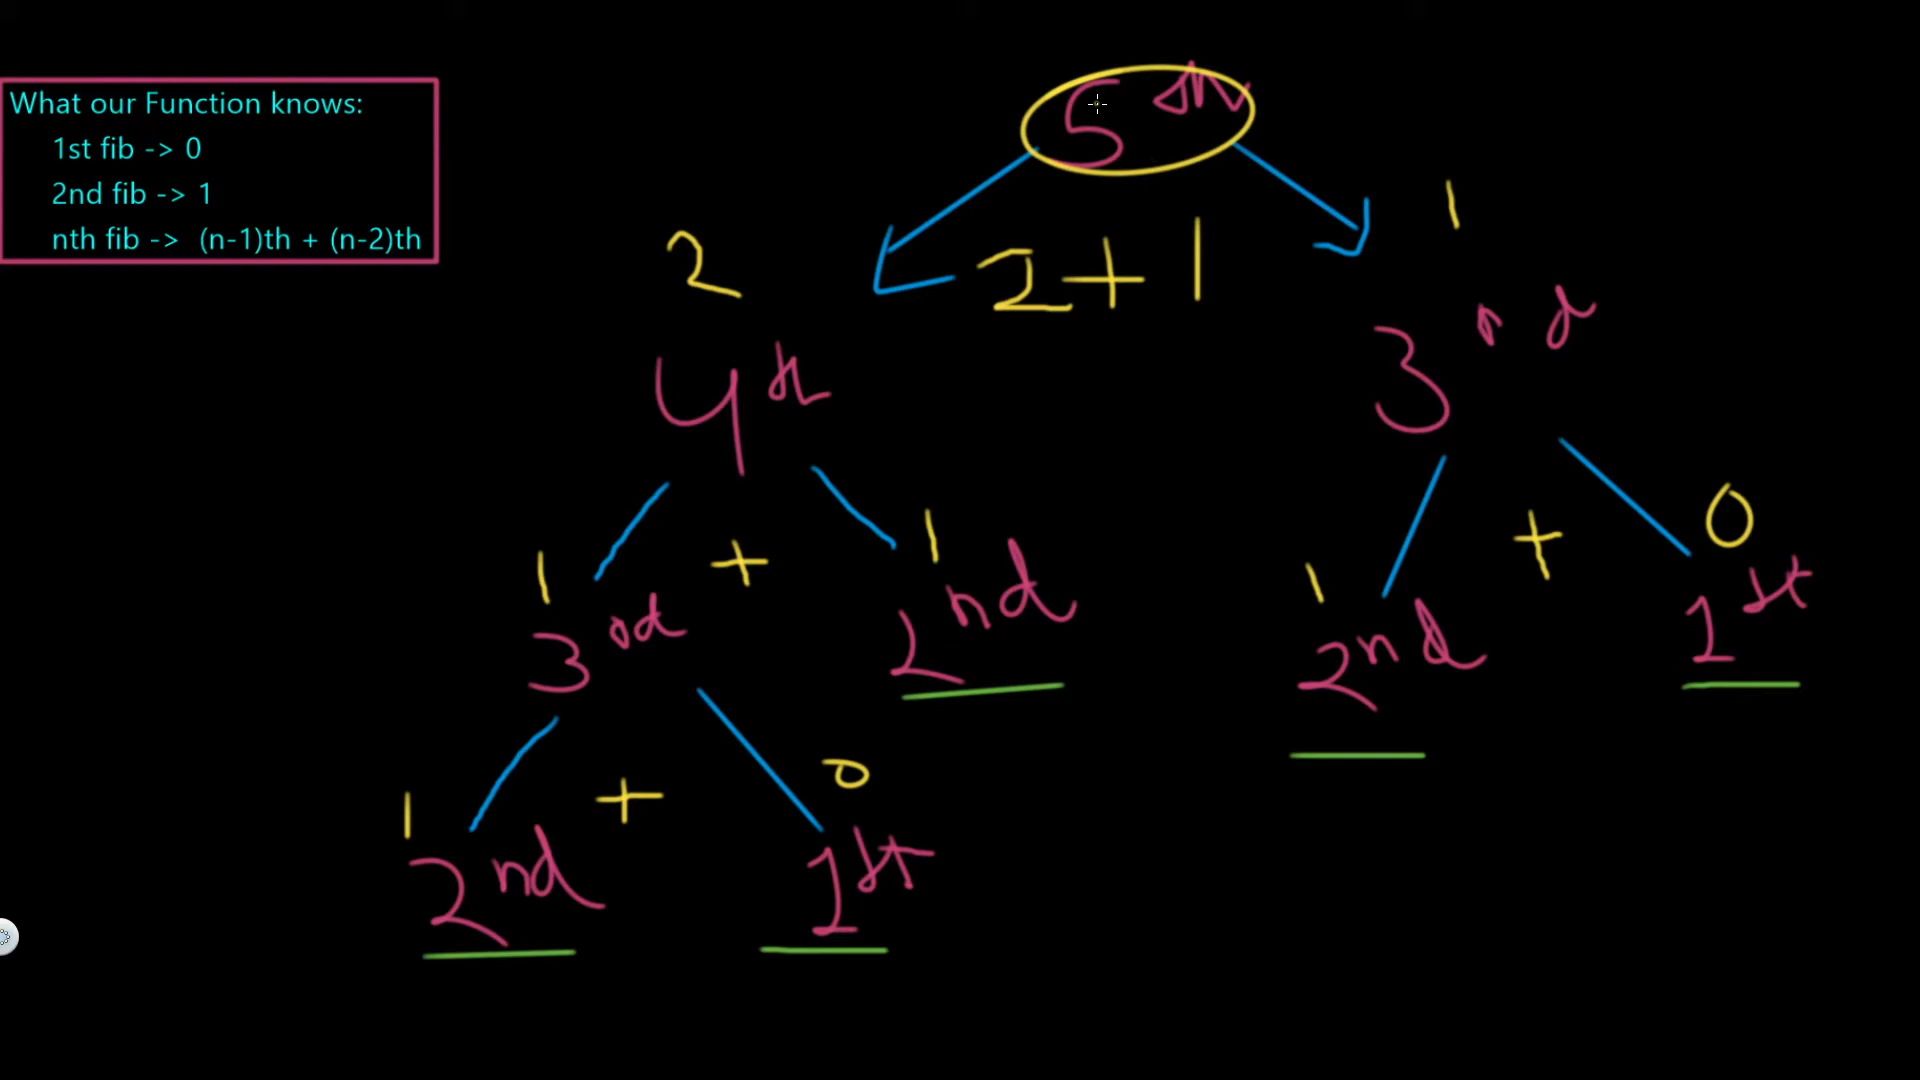 What our Function knows:
1st fib -> 0
2nd fib -> 1
nth fib -> (n-1)th + (n-2)th
5th
2 2+1 1
4th 3rd
1 + 1 1 + 0
3rd 2nd 2nd 1st
1 + 0
2nd 1st